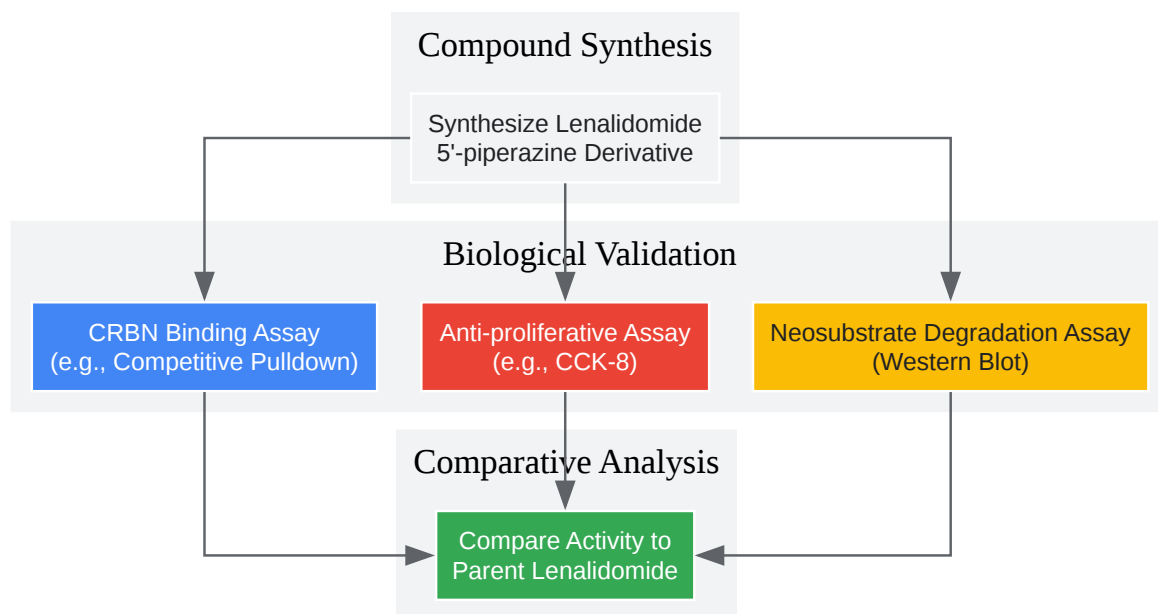 Compound Synthesis
Synthesize Lenalidomide
5'-piperazine Derivative
Biological Validation
CRBN Binding Assay
(e.g., Competitive Pulldown)
Anti-proliferative Assay
(e.g., CCK-8)
Neosubstrate Degradation Assay
(Western Blot)
Comparative Analysis
Compare Activity to
Parent Lenalidomide